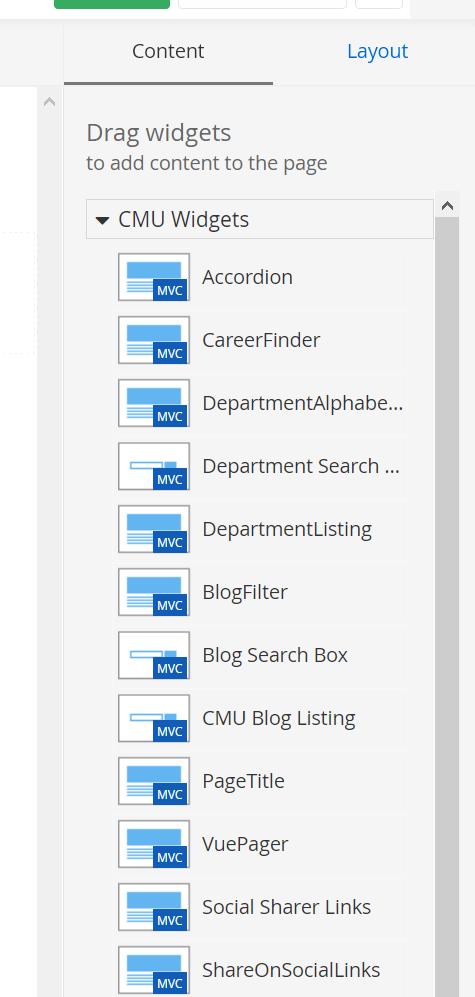 Content Layout
Drag widgets
to add content to the page
CMU Widgets
MVC Accordion
MVC CareerFinder
MVC DepartmentAlphabe...
MVC Department Search ...
MVC DepartmentListing
MVC BlogFilter
MVC Blog Search Box
MVC CMU Blog Listing
MVC PageTitle
MVC VuePager
MVC Social Sharer Links
MVC ShareOnSocialLinks